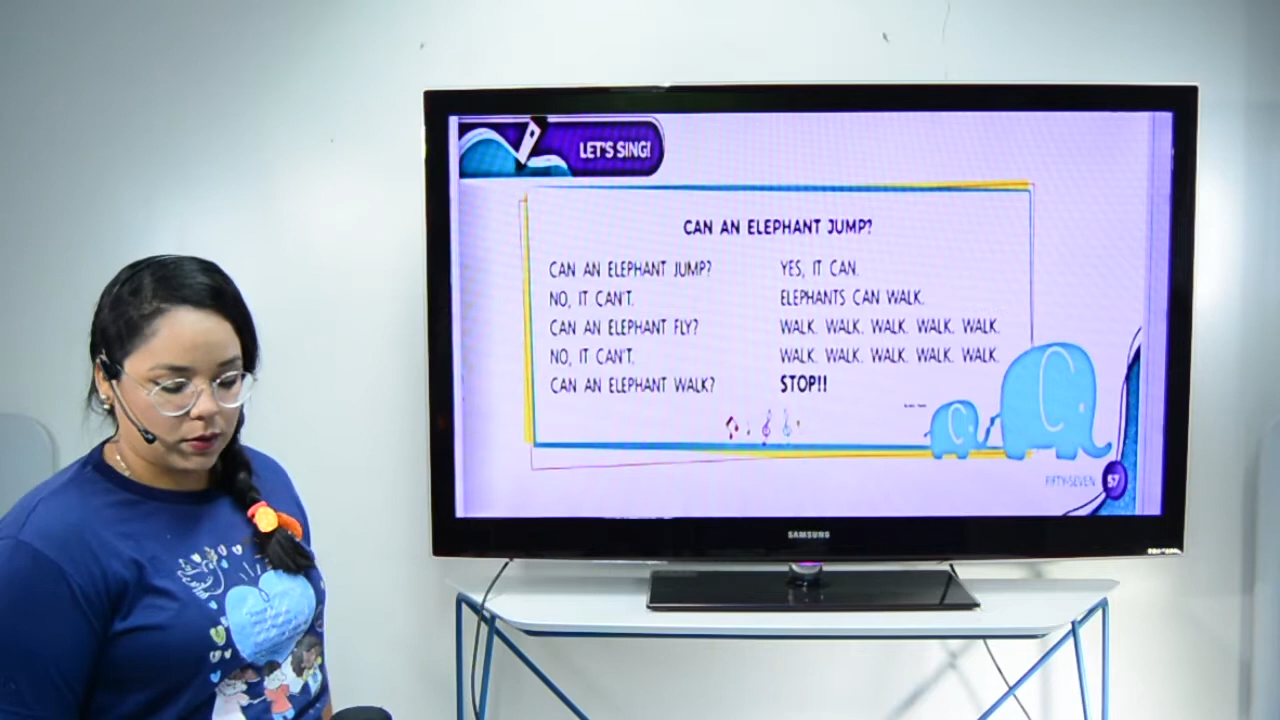 LET'S SING!
CAN AN ELEPHANT JUMP?
CAN AN ELEPHANT JUMP?
NO, IT CAN'T.
CAN AN ELEPHANT FLY?
NO, IT CAN'T.
CAN AN ELEPHANT WALK?
YES, IT CAN.
ELEPHANTS CAN WALK.
WALK. WALK. WALK. WALK. WALK.
WALK. WALK. WALK. WALK. WALK.
STOP!!
FIFTY-SEVEN 57
SAMSUNG